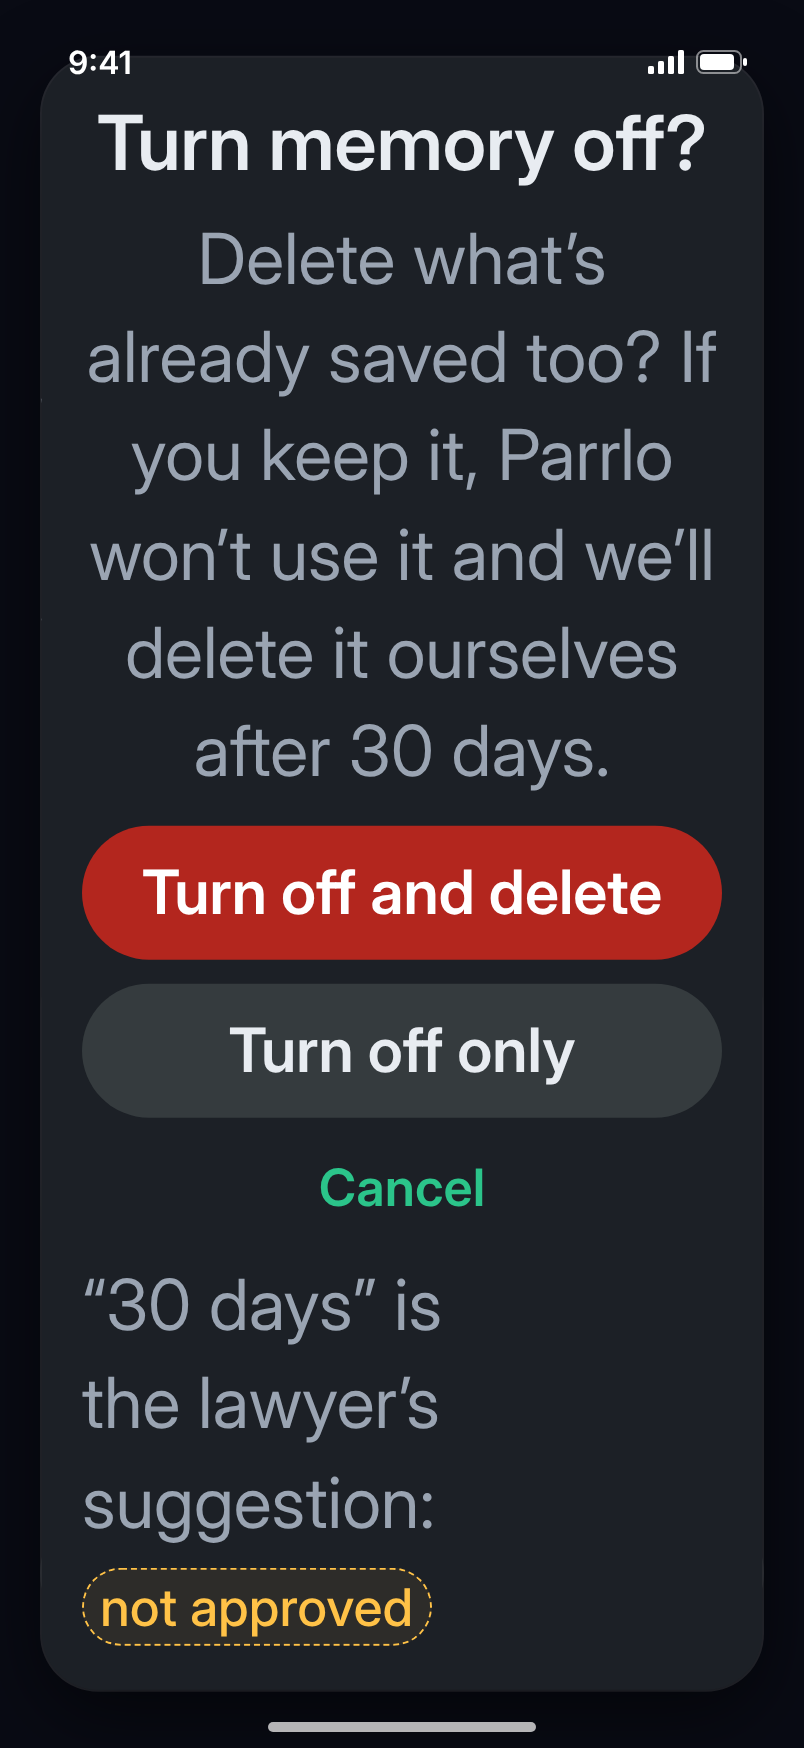 9:41
Turn memory off?
Delete what’s
already saved too? If
you keep it, Parrlo
won’t use it and we’ll
delete it ourselves
after 30 days.
Turn off and delete
Turn off only
Cancel
“30 days” is
the lawyer’s
suggestion:
not approved